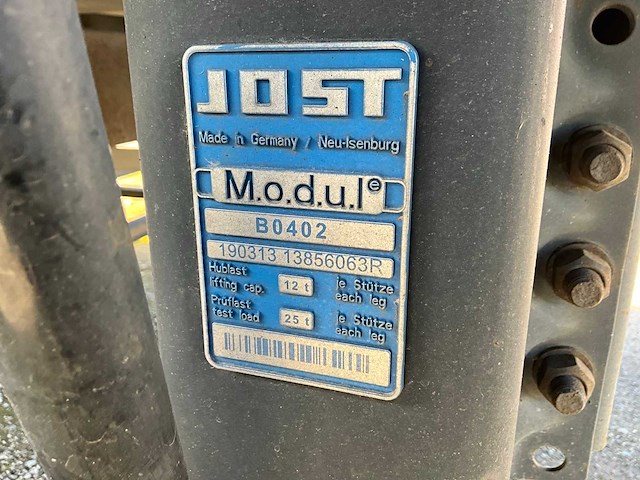 JOST
Made in Germany / Neu-Isenburg
M.o.d.u.l e
B0402
190313 13856063R
Hublast
lifting cap. 12 t je Stütze
each leg
Prüflast
test load 25 t je Stütze
each leg